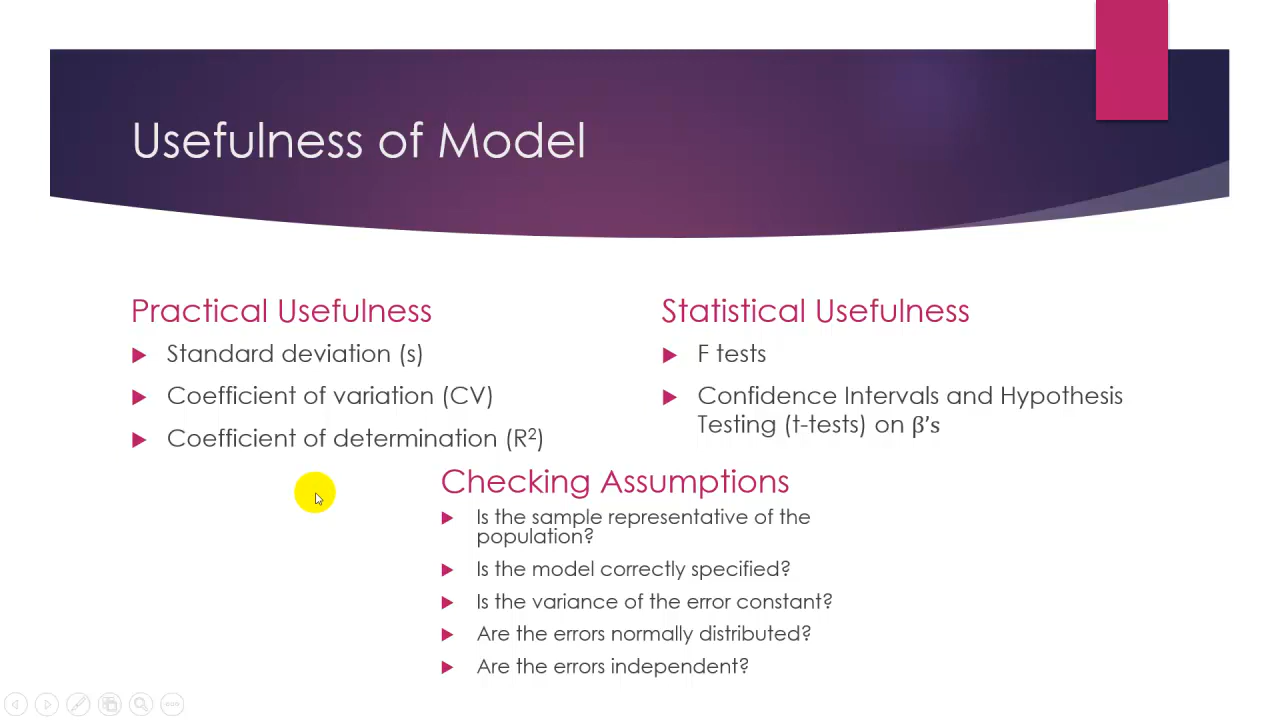 Usefulness of Model
Practical Usefulness
Standard deviation (s)
Coefficient of variation (CV)
Coefficient of determination (R²)
Statistical Usefulness
F tests
Confidence Intervals and Hypothesis
Testing (t-tests) on β’s
Checking Assumptions
Is the sample representative of the
population?
Is the model correctly specified?
Is the variance of the error constant?
Are the errors normally distributed?
Are the errors independent?